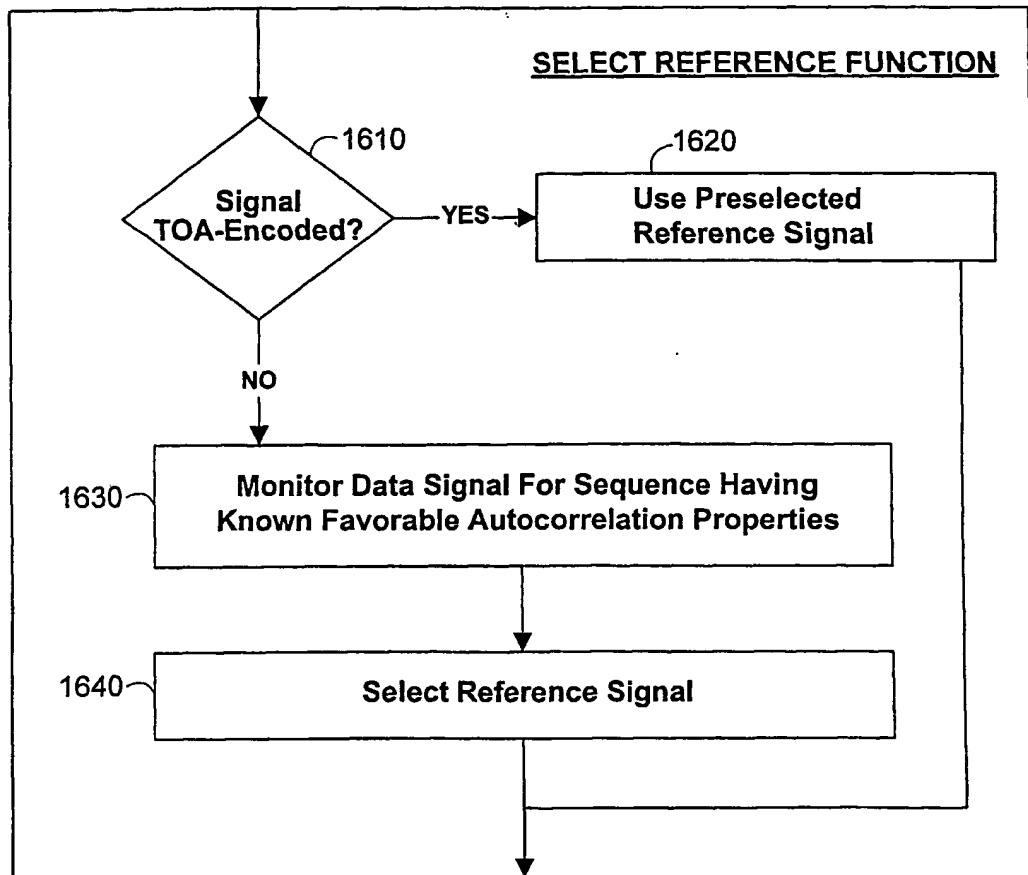 SELECT REFERENCE FUNCTION
1610
Signal
TOA-Encoded?
YES
1620
Use Preselected
Reference Signal
NO
1630
Monitor Data Signal For Sequence Having
Known Favorable Autocorrelation Properties
1640
Select Reference Signal